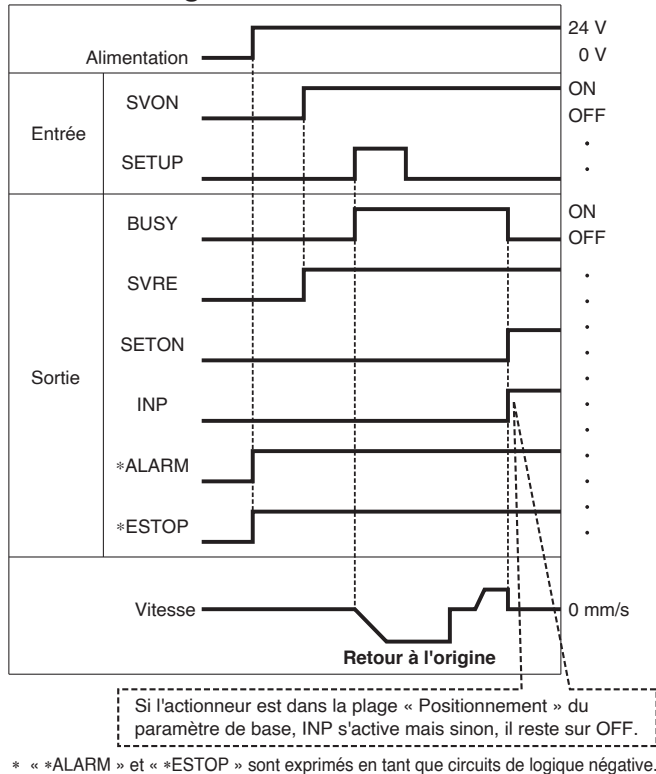 24 V
Alimentation
0 V
Entrée
SVON
ON
OFF
SETUP
Sortie
BUSY
ON
OFF
SVRE
SETON
INP
*ALARM
*ESTOP
Vitesse
0 mm/s
Retour à l'origine
Si l'actionneur est dans la plage « Positionnement » du
paramètre de base, INP s'active mais sinon, il reste sur OFF.
* « *ALARM » et « *ESTOP » sont exprimés en tant que circuits de logique négative.